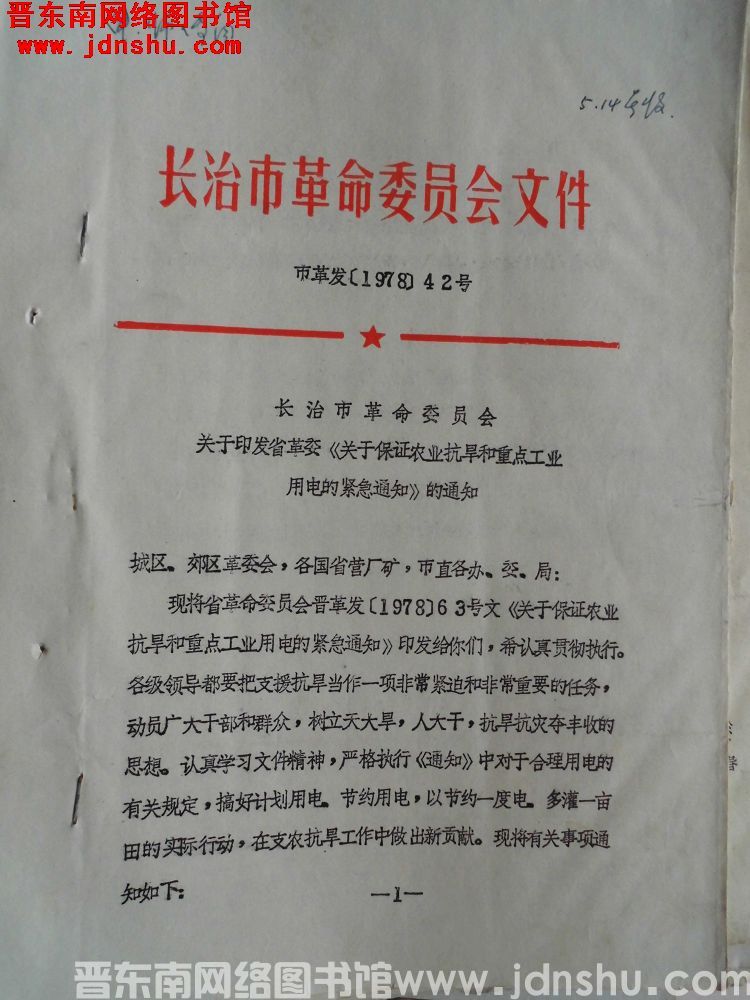 晋东南网络图书馆
www.jdnshu.com
5.14
长治市革命委员会文件
市革发〔1978〕42号
长治市革命委员会
关于印发省革委《关于保证农业抗旱和重点工业
用电的紧急通知》的通知
城区、郊区革委会，各国省营厂矿，市直各办、委、局：
现将省革命委员会晋革发〔1978〕63号文《关于保证农业
抗旱和重点工业用电的紧急通知》印发给你们，希认真贯彻执行。
各级领导都要把支援抗旱当作一项非常紧迫和非常重要的任务，
动员广大干部和群众，树立天大旱，人大干，抗旱抗灾夺丰收的
思想。认真学习文件精神，严格执行《通知》中对于合理用电的
有关规定，搞好计划用电、节约用电，以节约一度电、多灌一亩
田的实际行动，在支农抗旱工作中做出新贡献。现将有关事项通
知如下：
—1—
晋东南网络图书馆www.jdnshu.com